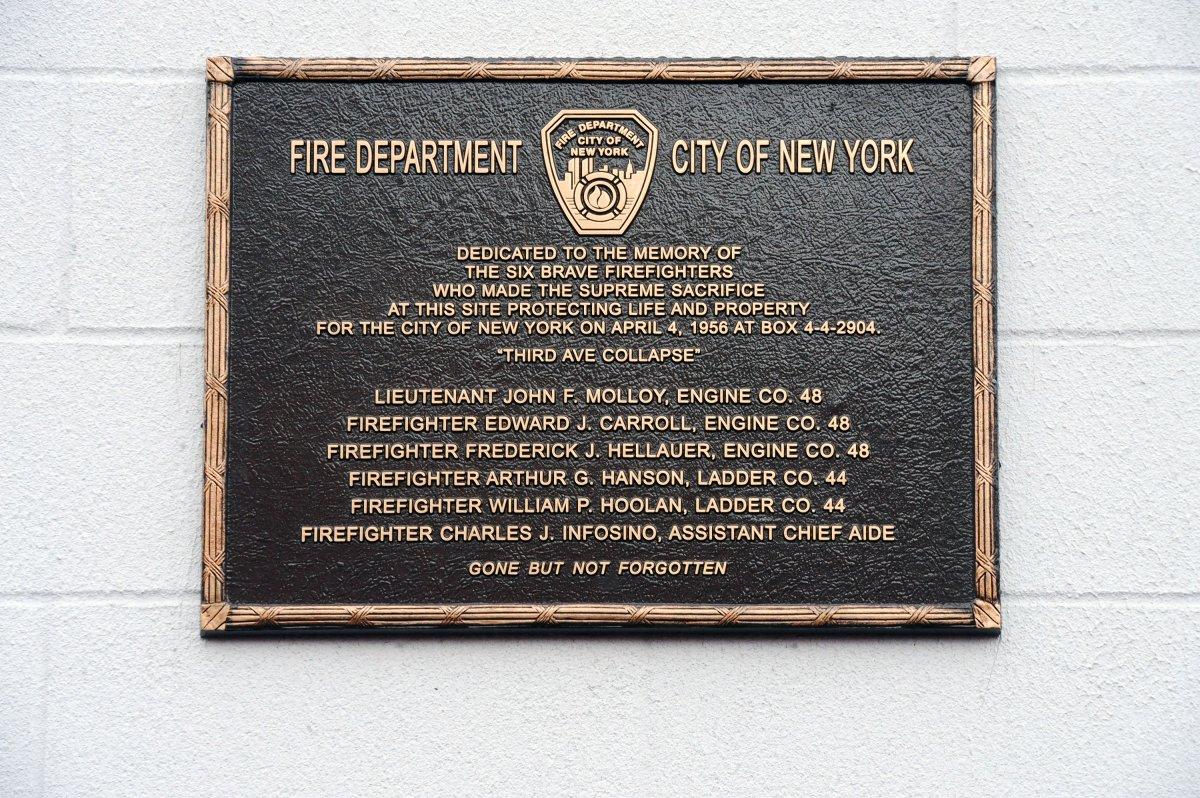 FIRE DEPARTMENT CITY OF NEW YORK
FIRE DEPARTMENT
CITY OF
NEW YORK
DEDICATED TO THE MEMORY OF
THE SIX BRAVE FIREFIGHTERS
WHO MADE THE SUPREME SACRIFICE
AT THIS SITE PROTECTING LIFE AND PROPERTY
FOR THE CITY OF NEW YORK ON APRIL 4, 1956 AT BOX 4-4-2904.
“THIRD AVE COLLAPSE”
LIEUTENANT JOHN F. MOLLOY, ENGINE CO. 48
FIREFIGHTER EDWARD J. CARROLL, ENGINE CO. 48
FIREFIGHTER FREDERICK J. HELLAUER, ENGINE CO. 48
FIREFIGHTER ARTHUR G. HANSON, LADDER CO. 44
FIREFIGHTER WILLIAM P. HOOLAN, LADDER CO. 44
FIREFIGHTER CHARLES J. INFOSINO, ASSISTANT CHIEF AIDE
GONE BUT NOT FORGOTTEN